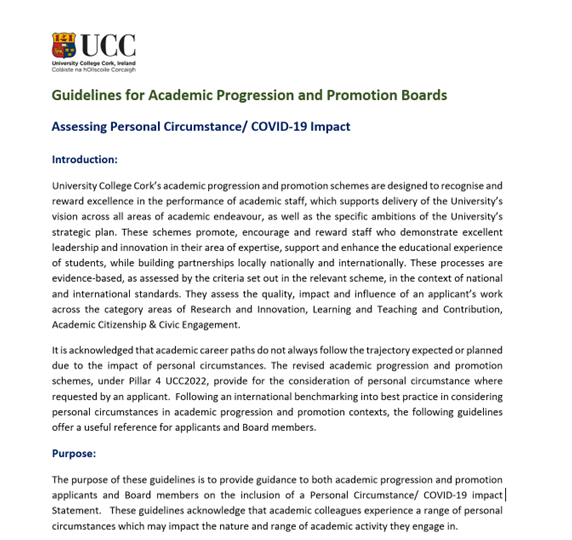 UCC
University College Cork, Ireland
Coláiste na hOllscoile Corcaigh
Guidelines for Academic Progression and Promotion Boards
Assessing Personal Circumstance/ COVID-19 Impact
Introduction:
University College Cork's academic progression and promotion schemes are designed to recognise and
reward excellence in the performance of academic staff, which supports delivery of the University's
vision across all areas of academic endeavour, as well as the specific ambitions of the University's
strategic plan. These schemes promote, encourage and reward staff who demonstrate excellent
leadership and innovation in their area of expertise, support and enhance the educational experience
of students, while building partnerships locally nationally and internationally. These processes are
evidence-based, as assessed by the criteria set out in the relevant scheme, in the context of national
and international standards. They assess the quality, impact and influence of an applicant's work
across the category areas of Research and Innovation, Learning and Teaching and Contribution,
Academic Citizenship & Civic Engagement.
It is acknowledged that academic career paths do not always follow the trajectory expected or planned
due to the impact of personal circumstances. The revised academic progression and promotion
schemes, under Pillar 4 UCC2022, provide for the consideration of personal circumstance where
requested by an applicant. Following an international benchmarking into best practice in considering
personal circumstances in academic progression and promotion contexts, the following guidelines
offer a useful reference for applicants and Board members.
Purpose:
The purpose of these guidelines is to provide guidance to both academic progression and promotion
applicants and Board members on the inclusion of a Personal Circumstance/ COVID-19 impact
Statement. These guidelines acknowledge that academic colleagues experience a range of personal
circumstances which may impact the nature and range of academic activity they engage in.